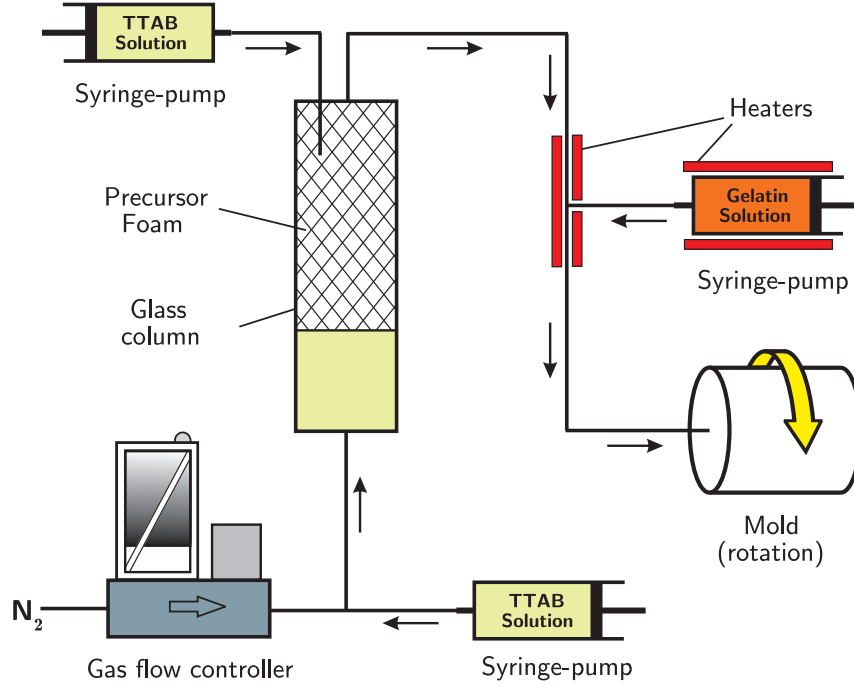 TTAB
Solution
Syringe-pump
Heaters
Precursor
Foam
Gelatin
Solution
Syringe-pump
Glass
column
Mold
(rotation)
N₂
TTAB
Solution
Gas flow controller
Syringe-pump